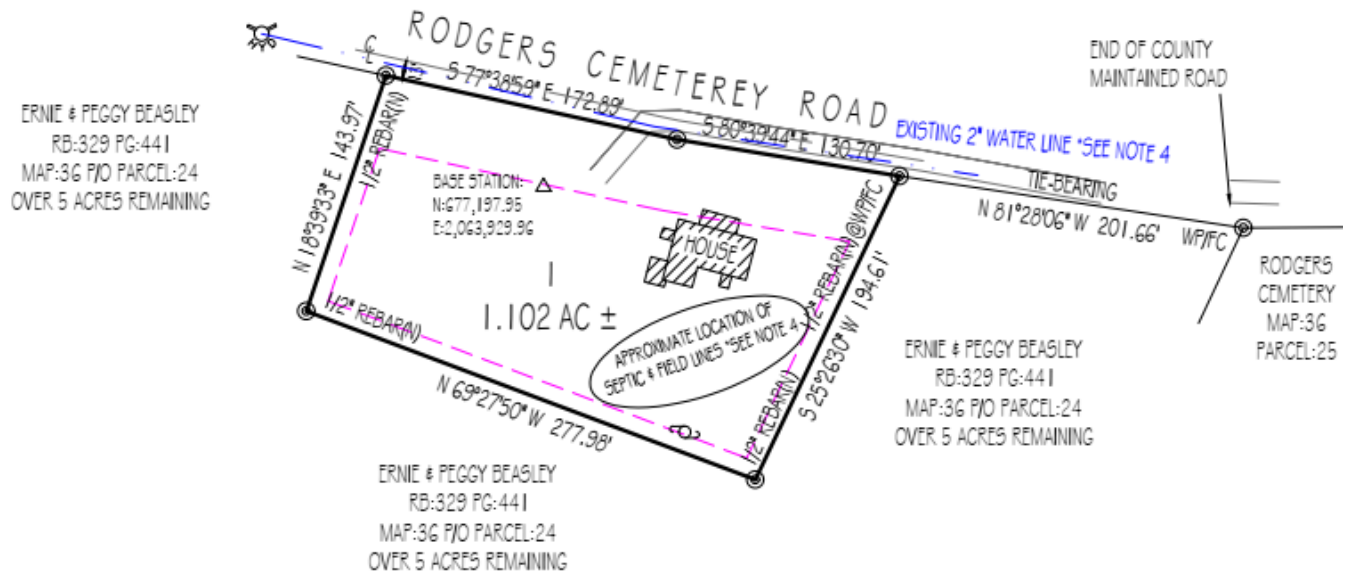 RODGERS CEMETEREY ROAD
S 77°38'59" E 172.89'
S 80°39'44" E 130.70'
EXISTING 2" WATER LINE *SEE NOTE 4
END OF COUNTY
MAINTAINED ROAD
TIE-BEARING
N 81°28'06" W 201.66'
WP/FC
RODGERS
CEMETERY
MAP:36
PARCEL:25
ERNIE & PEGGY BEASLEY
RB:329 PG:441
MAP:36 P/O PARCEL:24
OVER 5 ACRES REMAINING
N 18°39'33" E 143.97'
1/2" REBAR(N)
BASE STATION:
N:677,197.95
E:2,063,929.96
HOUSE
1
1.102 AC ±
1/2" REBAR(N)
APPROXIMATE LOCATION OF
SEPTIC & FIELD LINES *SEE NOTE 4
1/2" REBAR(N)@WP/FC
S 25°26'30" W 194.61'
1/2" REBAR(N)
N 69°27'50" W 277.98'
ERNIE & PEGGY BEASLEY
RB:329 PG:441
MAP:36 P/O PARCEL:24
OVER 5 ACRES REMAINING
ERNIE & PEGGY BEASLEY
RB:329 PG:441
MAP:36 P/O PARCEL:24
OVER 5 ACRES REMAINING